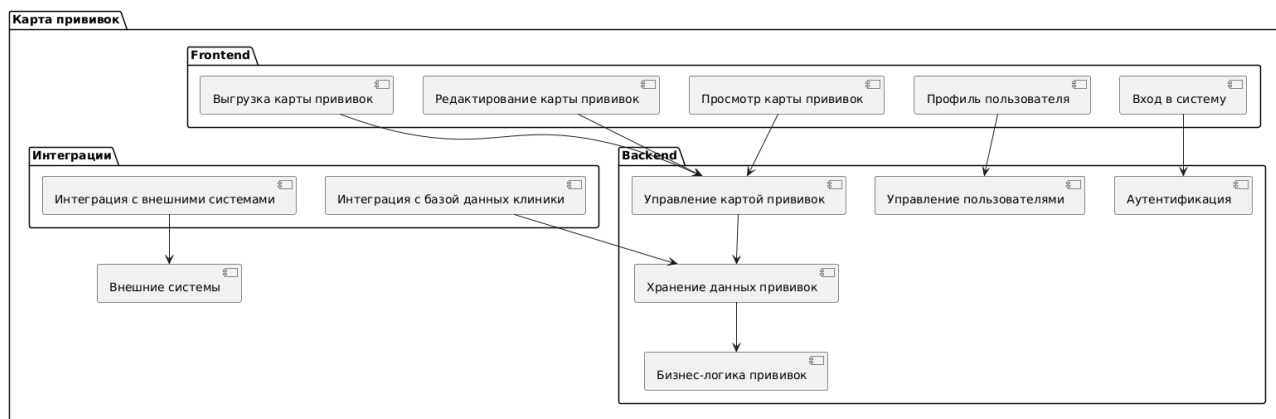 Карта прививок
Frontend
Выгрузка карты прививок
Редактирование карты прививок
Просмотр карты прививок
Профиль пользователя
Вход в систему
Интеграции
Интеграция с внешними системами
Интеграция с базой данных клиники
Backend
Управление картой прививок
Управление пользователями
Аутентификация
Внешние системы
Хранение данных прививок
Бизнес-логика прививок